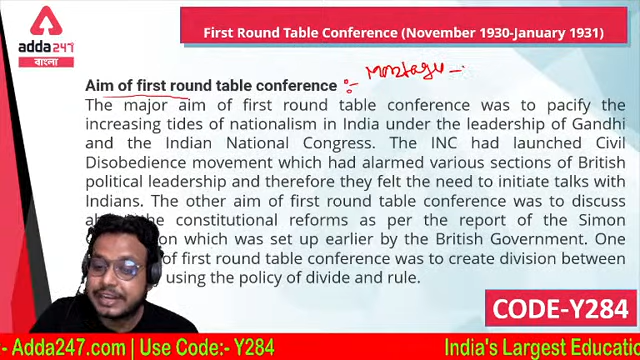 adda247
বাংলা
First Round Table Conference (November 1930-January 1931)
Montagu -
Aim of first round table conference :-
The major aim of first round table conference was to pacify the
increasing tides of nationalism in India under the leadership of Gandhi
and the Indian National Congress. The INC had launched Civil
Disobedience movement which had alarmed various sections of British
political leadership and therefore they felt the need to initiate talks with
Indians. The other aim of first round table conference was to discuss
the constitutional reforms as per the report of the Simon
on which was set up earlier by the British Government. One
of first round table conference was to create division between
using the policy of divide and rule.
CODE-Y284
- Adda247.com | Use Code:- Y284
India's Largest Educatio